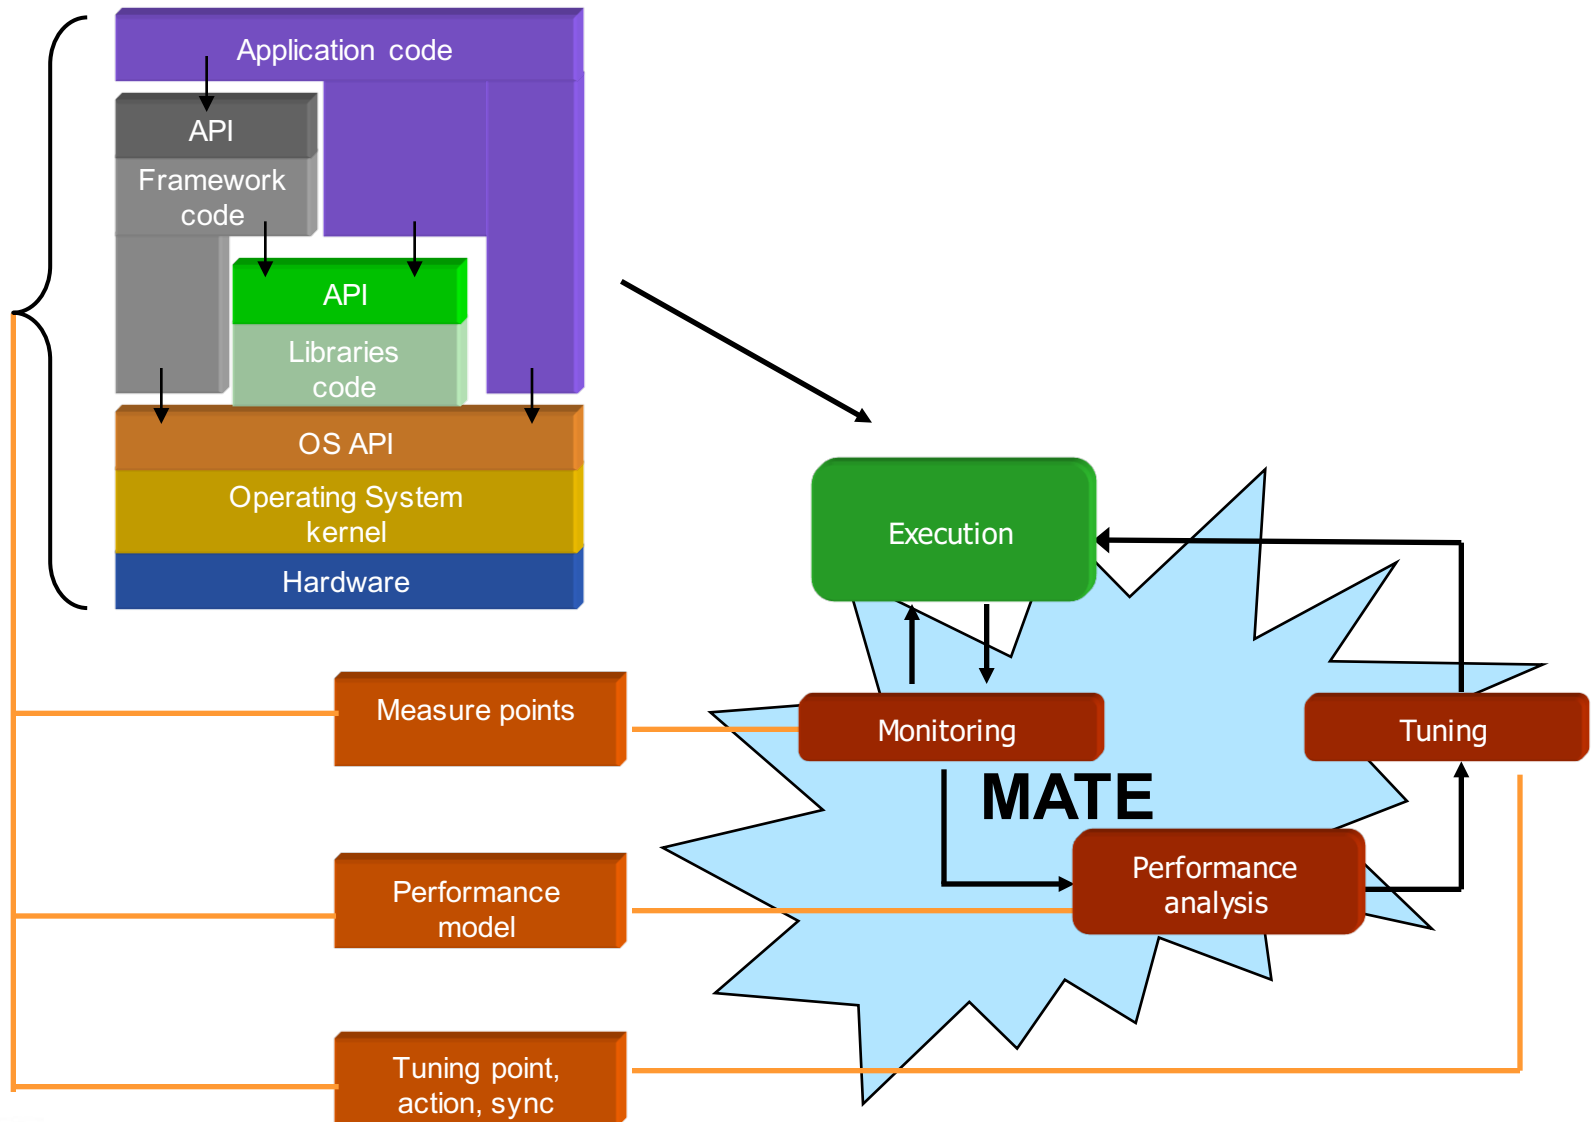 Application code
API
Framework
code
API
Libraries
code
OS API
Operating System
kernel
Hardware
Execution
Measure points
Monitoring
Tuning
MATE
Performance
model
Performance
analysis
Tuning point,
action, sync